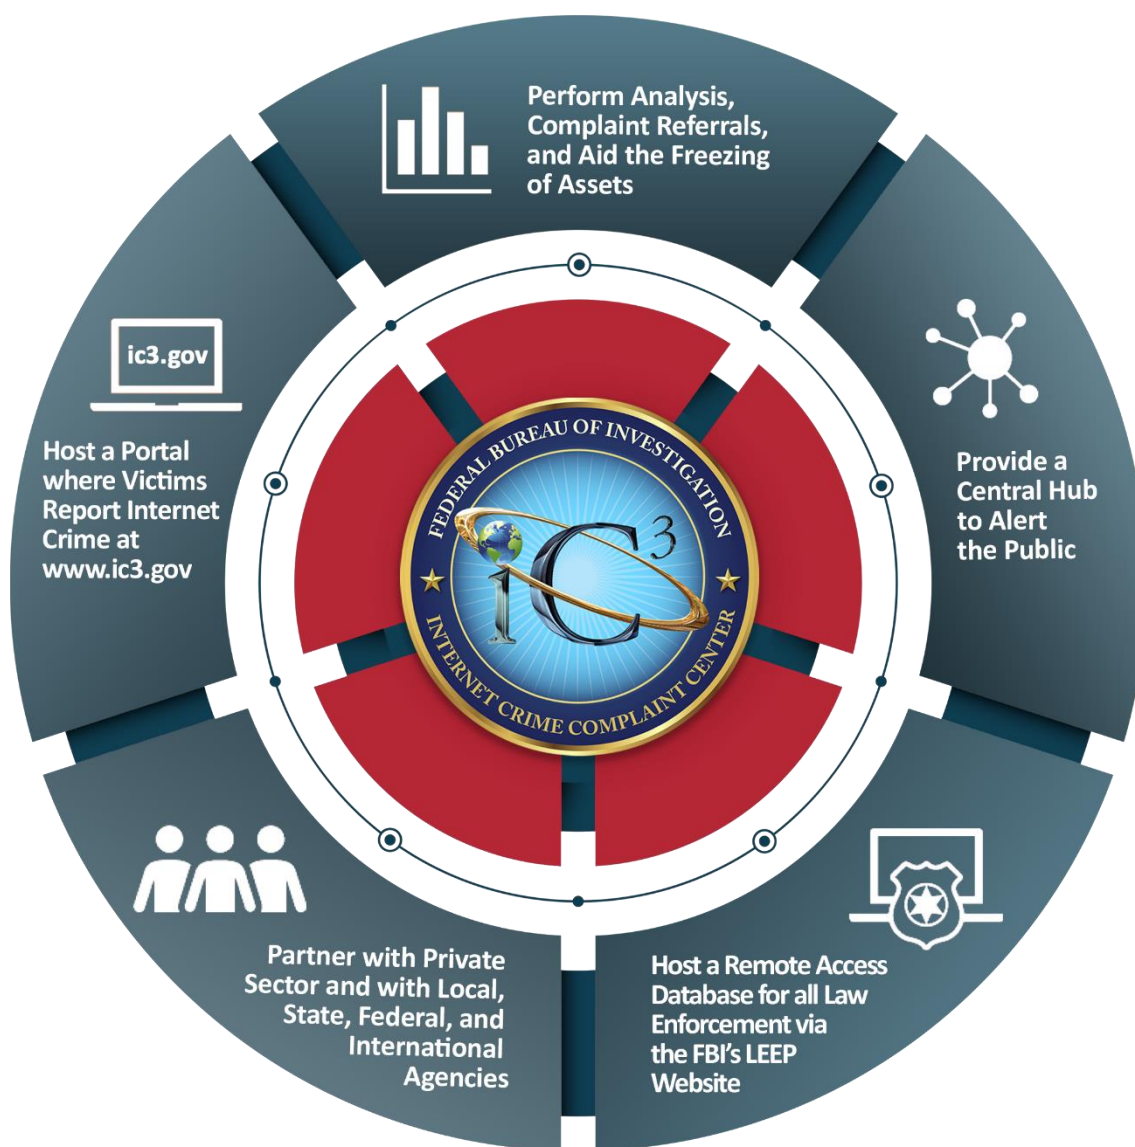 Perform Analysis,
Complaint Referrals,
and Aid the Freezing
of Assets
Provide a
Central Hub
to Alert
the Public
Host a Remote Access
Database for all Law
Enforcement via
the FBI's LEEP
Website
Partner with Private
Sector and with Local,
State, Federal, and
International
Agencies
ic3.gov
Host a Portal
where Victims
Report Internet
Crime at
www.ic3.gov
FEDERAL BUREAU OF INVESTIGATION
iC3
INTERNET CRIME COMPLAINT CENTER